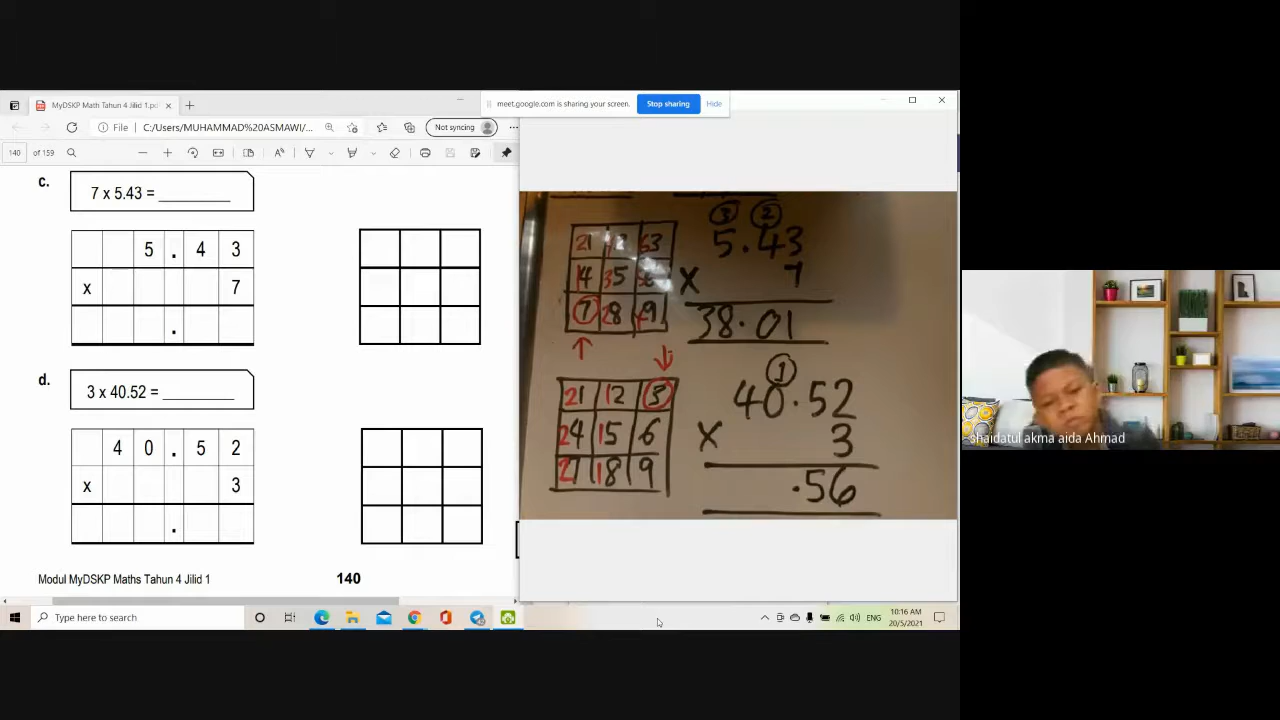 MyDSKP Math Tahun 4 Jilid 1.pd
meet.google.com is sharing your screen.
Stop sharing
Hide
File
C:/Users/MUHAMMAD%20ASMAWI/...
Not syncing
140 of 159
c.
7 x 5.43 = ________
5 . 4 3
x 7
.
d.
3 x 40.52 = ________
4 0 . 5 2
x 3
.
Modul MyDSKP Maths Tahun 4 Jilid 1
140
3 2
21 63
5.43
14 35
x 7
7 28 49
38.01
1
21 12 3
40.52
24 15 6
x 3
27 18 9
.56
shaidatul akma aida Ahmad
Type here to search
ENG
10:16 AM
20/5/2021